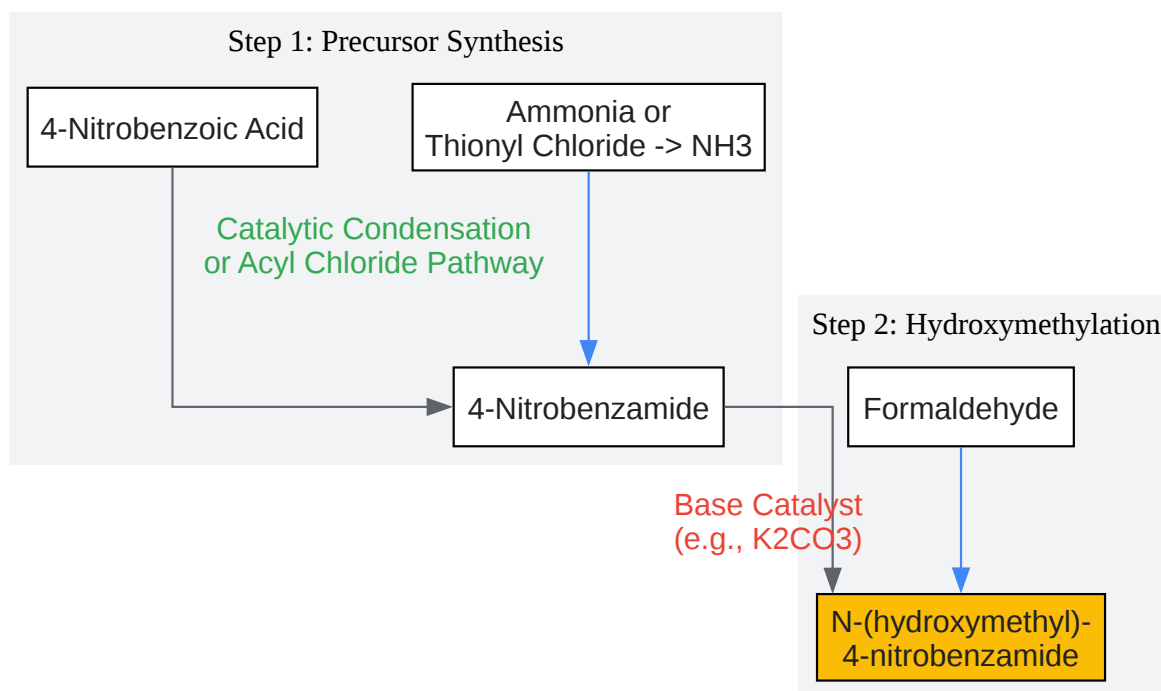 Step 1: Precursor Synthesis
4-Nitrobenzoic Acid
Ammonia or
Thionyl Chloride -> NH3
Catalytic Condensation
or Acyl Chloride Pathway
4-Nitrobenzamide
Step 2: Hydroxymethylation
Formaldehyde
Base Catalyst
(e.g., K2CO3)
N-(hydroxymethyl)-
4-nitrobenzamide